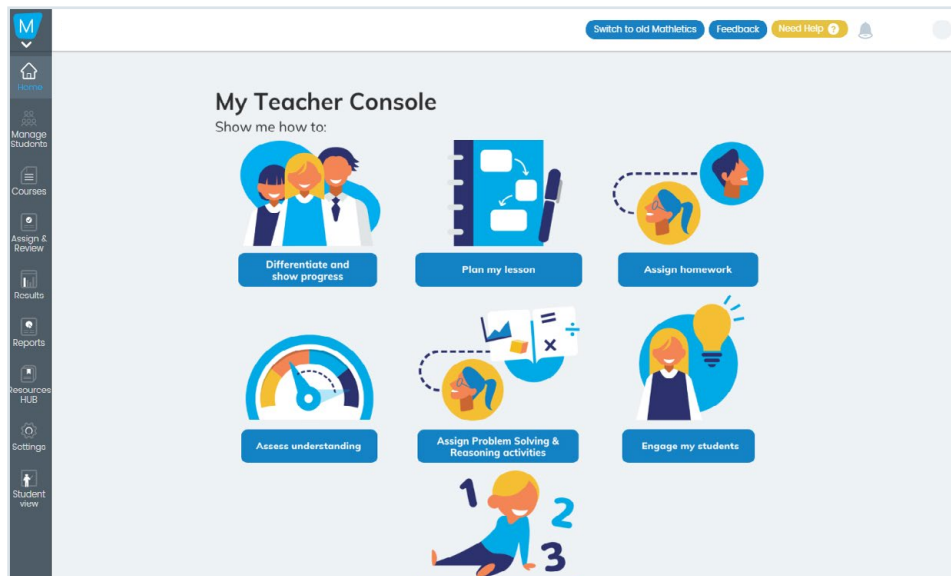 M
Switch to old Mathletics
Feedback
Need Help ?
Home
Manage
Students
Courses
Assign &
Review
Results
Reports
Resources
HUB
Settings
Student
view
My Teacher Console
Show me how to:
Differentiate and
show progress
Plan my lesson
Assign homework
= ÷
x
Assess understanding
Assign Problem Solving &
Reasoning activities
Engage my students
1
2
3